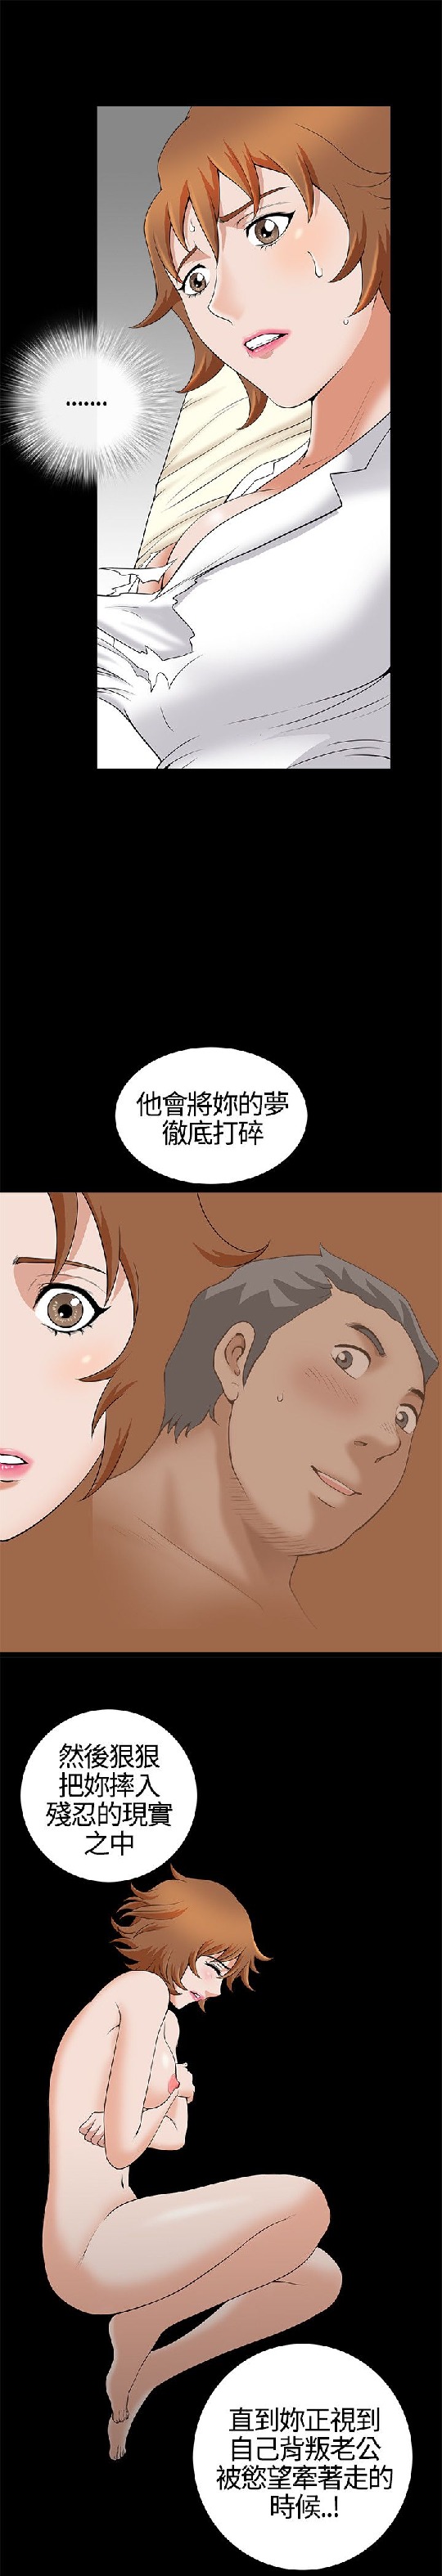 .......
他會將妳的夢
徹底打碎
然後狠狠
把妳摔入
殘忍的現實
之中
直到妳正視到
自己背叛老公
被慾望牽著走的
時候..!